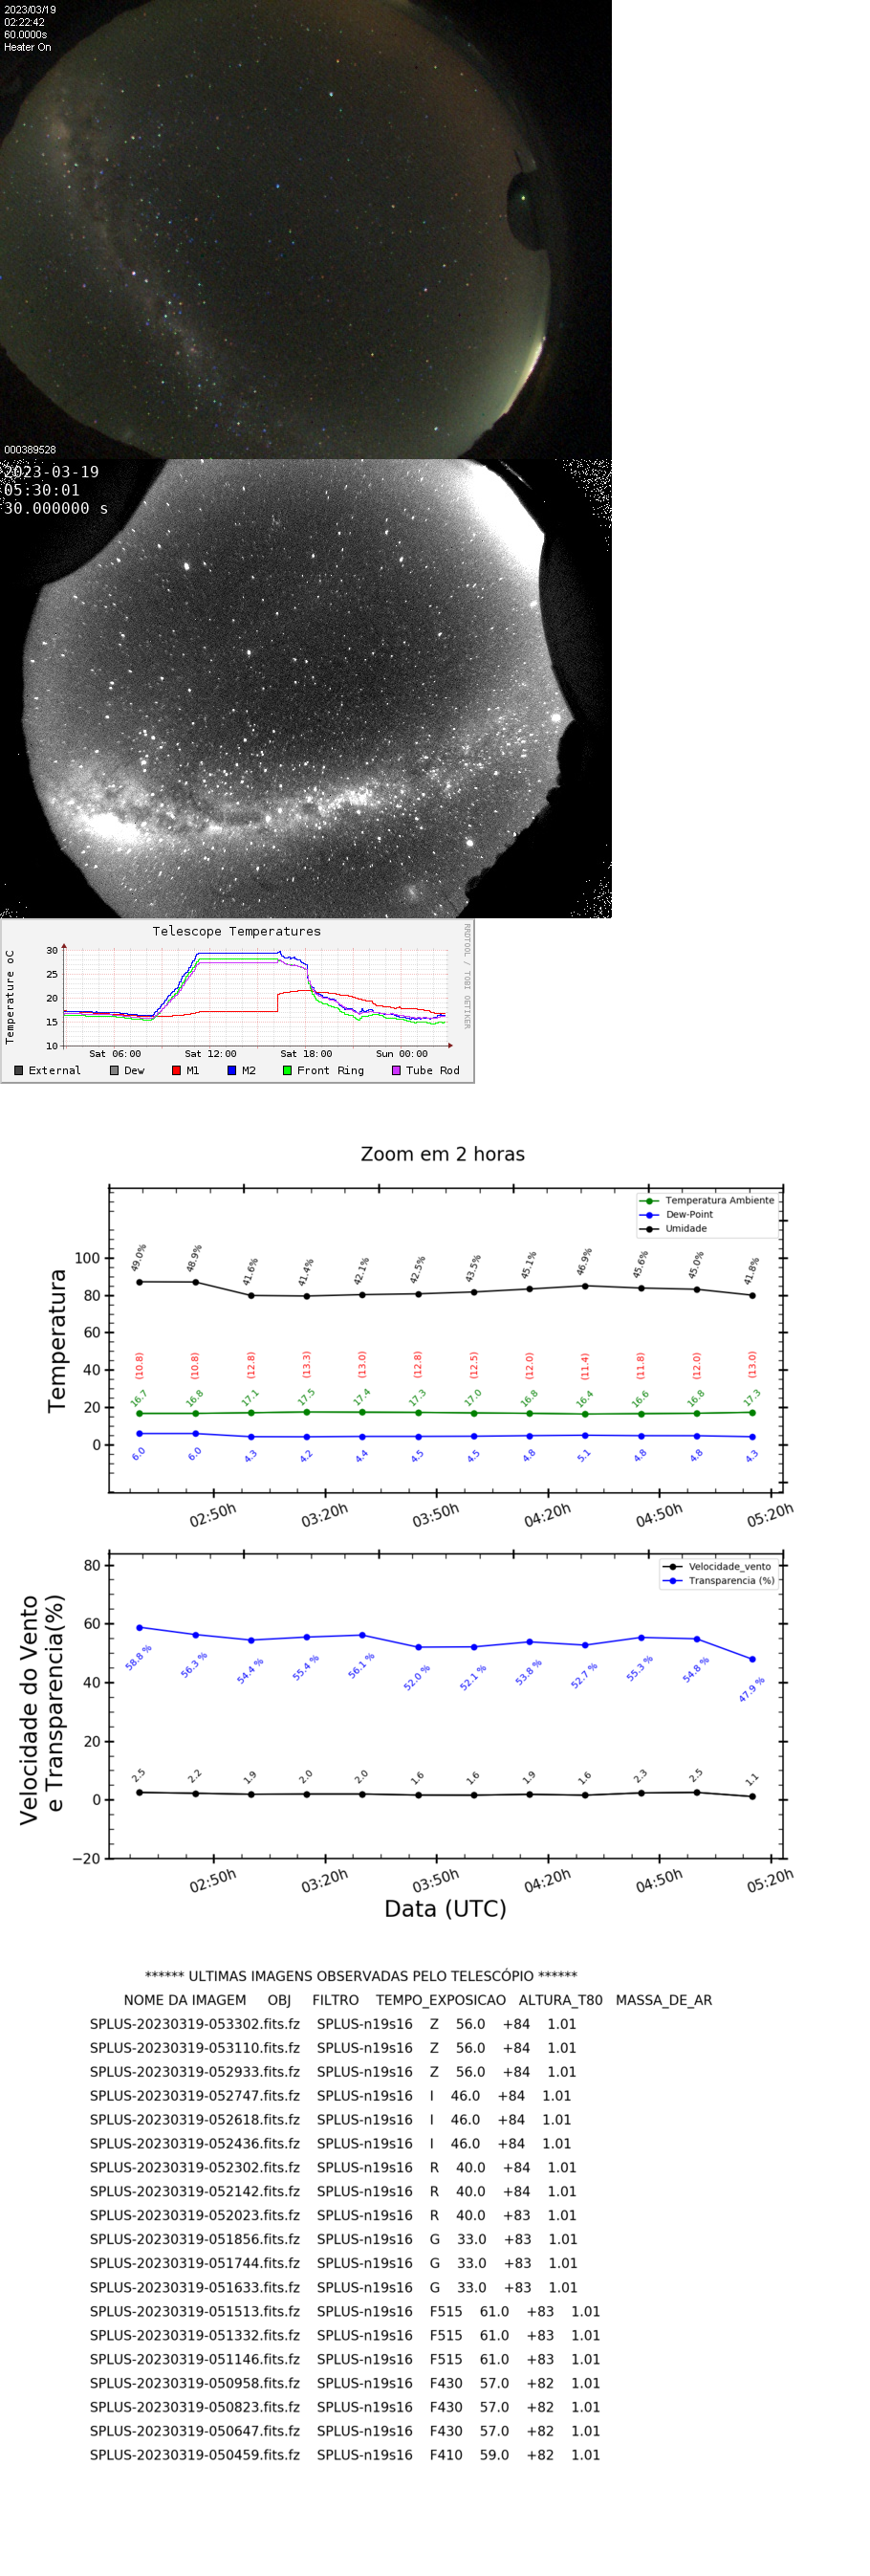 2023/03/19
02:22:42
60.0000s
Heater On
000389528
2023-03-19
05:30:01
30.000000 s
Telescope Temperatures
RRDTOOL / TOBI OETIKER
Temperature oC
30
25
20
15
10
Sat 06:00 Sat 12:00 Sat 18:00 Sun 00:00
External Dew M1 M2 Front Ring Tube Rod
Zoom em 2 horas
Temperatura Ambiente
Dew-Point
Umidade
Temperatura
100
80
60
40
20
0
49.0% 48.9% 41.6% 41.4% 42.1% 42.5% 43.5% 45.1% 46.9% 45.6% 45.0% 41.8%
(10.8) (10.8) (12.8) (13.3) (13.0) (12.8) (12.5) (12.0) (11.4) (11.8) (12.0) (13.0)
16.7 16.8 17.1 17.5 17.4 17.3 17.0 16.8 16.4 16.6 16.8 17.3
6.0 6.0 4.3 4.2 4.4 4.5 4.5 4.8 5.1 4.8 4.8 4.3
02:50h 03:20h 03:50h 04:20h 04:50h 05:20h
Velocidade_vento
Transparencia (%)
Velocidade do Vento
e Transparencia(%)
80
60
40
20
0
−20
58.8 % 56.3 % 54.4 % 55.4 % 56.1 % 52.0 % 52.1 % 53.8 % 52.7 % 55.3 % 54.8 % 47.9 %
2.5 2.2 1.9 2.0 2.0 1.6 1.6 1.9 1.6 2.3 2.5 1.1
02:50h 03:20h 03:50h 04:20h 04:50h 05:20h
Data (UTC)
****** ULTIMAS IMAGENS OBSERVADAS PELO TELESCÓPIO ******
NOME DA IMAGEM OBJ FILTRO TEMPO_EXPOSICAO ALTURA_T80 MASSA_DE_AR
SPLUS-20230319-053302.fits.fz SPLUS-n19s16 Z 56.0 +84 1.01
SPLUS-20230319-053110.fits.fz SPLUS-n19s16 Z 56.0 +84 1.01
SPLUS-20230319-052933.fits.fz SPLUS-n19s16 Z 56.0 +84 1.01
SPLUS-20230319-052747.fits.fz SPLUS-n19s16 I 46.0 +84 1.01
SPLUS-20230319-052618.fits.fz SPLUS-n19s16 I 46.0 +84 1.01
SPLUS-20230319-052436.fits.fz SPLUS-n19s16 I 46.0 +84 1.01
SPLUS-20230319-052302.fits.fz SPLUS-n19s16 R 40.0 +84 1.01
SPLUS-20230319-052142.fits.fz SPLUS-n19s16 R 40.0 +84 1.01
SPLUS-20230319-052023.fits.fz SPLUS-n19s16 R 40.0 +83 1.01
SPLUS-20230319-051856.fits.fz SPLUS-n19s16 G 33.0 +83 1.01
SPLUS-20230319-051744.fits.fz SPLUS-n19s16 G 33.0 +83 1.01
SPLUS-20230319-051633.fits.fz SPLUS-n19s16 G 33.0 +83 1.01
SPLUS-20230319-051513.fits.fz SPLUS-n19s16 F515 61.0 +83 1.01
SPLUS-20230319-051332.fits.fz SPLUS-n19s16 F515 61.0 +83 1.01
SPLUS-20230319-051146.fits.fz SPLUS-n19s16 F515 61.0 +83 1.01
SPLUS-20230319-050958.fits.fz SPLUS-n19s16 F430 57.0 +82 1.01
SPLUS-20230319-050823.fits.fz SPLUS-n19s16 F430 57.0 +82 1.01
SPLUS-20230319-050647.fits.fz SPLUS-n19s16 F430 57.0 +82 1.01
SPLUS-20230319-050459.fits.fz SPLUS-n19s16 F410 59.0 +82 1.01